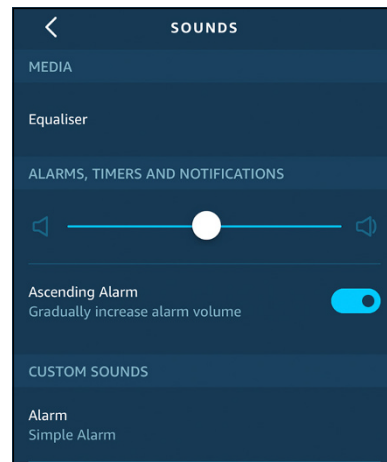 SOUNDS
MEDIA
Equaliser
ALARMS, TIMERS AND NOTIFICATIONS
Ascending Alarm
Gradually increase alarm volume
CUSTOM SOUNDS
Alarm
Simple Alarm